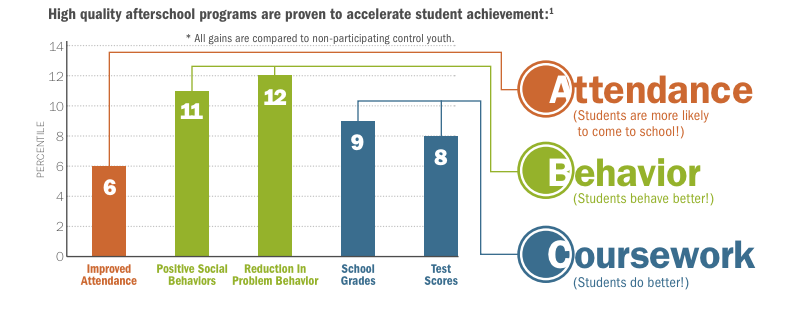 High quality afterschool programs are proven to accelerate student achievement:¹
* All gains are compared to non-participating control youth.
PERCENTILE
14
12
10
8
6
4
2
0
6
11
12
9
8
Improved
Attendance
Positive Social
Behaviors
Reduction In
Problem Behavior
School
Grades
Test
Scores
Attendance
(Students are more likely
to come to school!)
Behavior
(Students behave better!)
Coursework
(Students do better!)